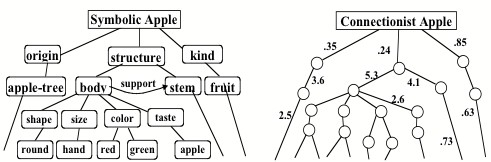 Symbolic Apple
origin
structure
kind
apple-tree
body
support
stem
fruit
shape
size
color
taste
round
hand
red
green
apple
Connectionist Apple
.35
.24
.85
3.6
5.3
4.1
2.5
2.6
.63
.73